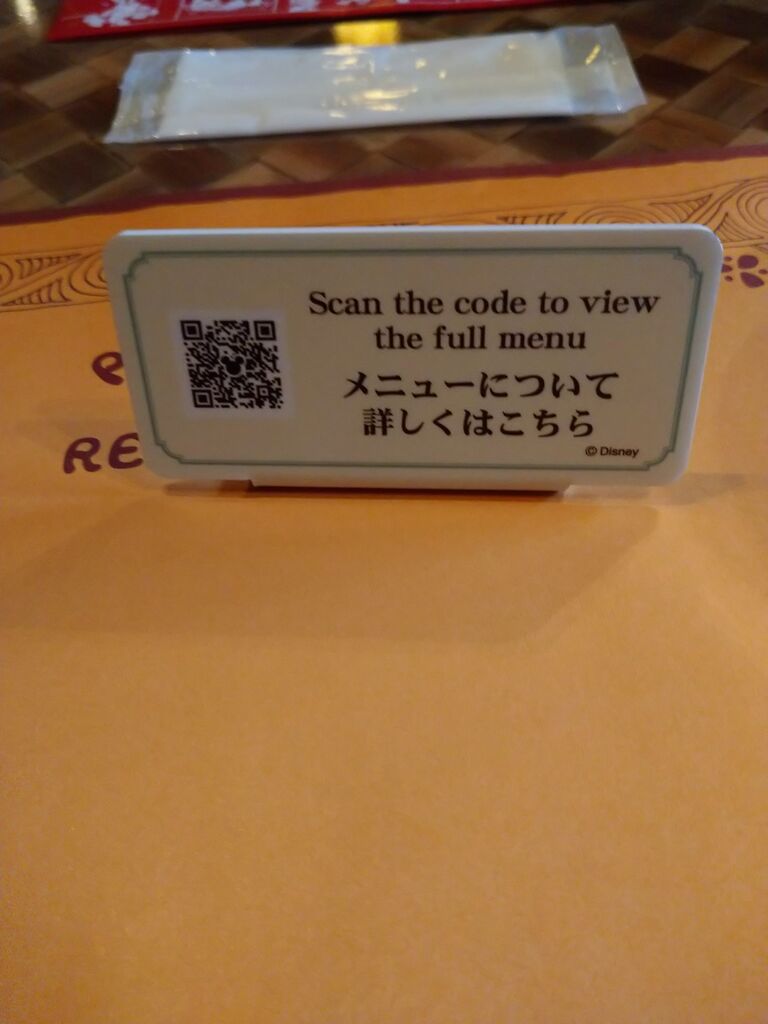 Scan the code to view
the full menu
メニューについて
詳しくはこちら
© Disney
P
RE